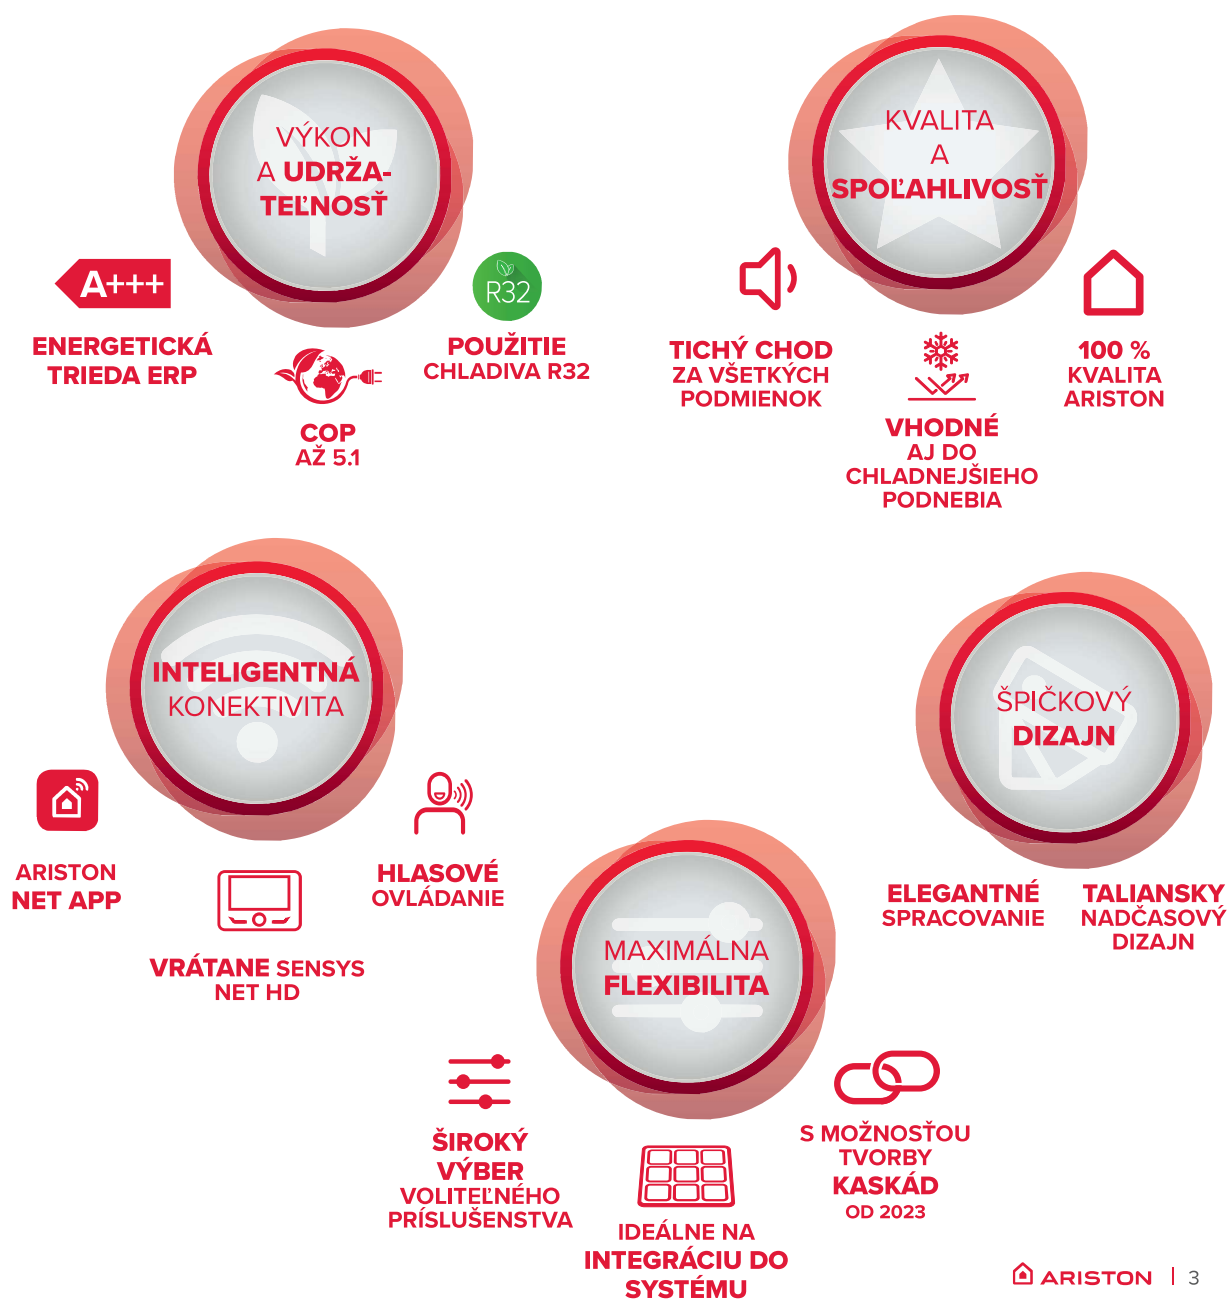 VÝKON
A UDRŽA-
TEĽNOSŤ
A+++
ENERGETICKÁ
TRIEDA ERP
COP
AŽ 5.1
R32
POUŽITIE
CHLADIVA R32
KVALITA
A
SPOĽAHLIVOSŤ
TICHÝ CHOD
ZA VŠETKÝCH
PODMIENOK
VHODNÉ
AJ DO
CHLADNEJŠIEHO
PODNEBIA
100 %
KVALITA
ARISTON
INTELIGENTNÁ
KONEKTIVITA
ARISTON
NET APP
VRÁTANE SENSYS
NET HD
HLASOVÉ
OVLÁDANIE
ŠPIČKOVÝ
DIZAJN
ELEGANTNÉ
SPRACOVANIE
TALIANSKY
NADČASOVÝ
DIZAJN
MAXIMÁLNA
FLEXIBILITA
ŠIROKÝ
VÝBER
VOLITEĽNÉHO
PRÍSLUŠENSTVA
IDEÁLNE NA
INTEGRÁCIU DO
SYSTÉMU
S MOŽNOSŤOU
TVORBY
KASKÁD
OD 2023
ARISTON | 3